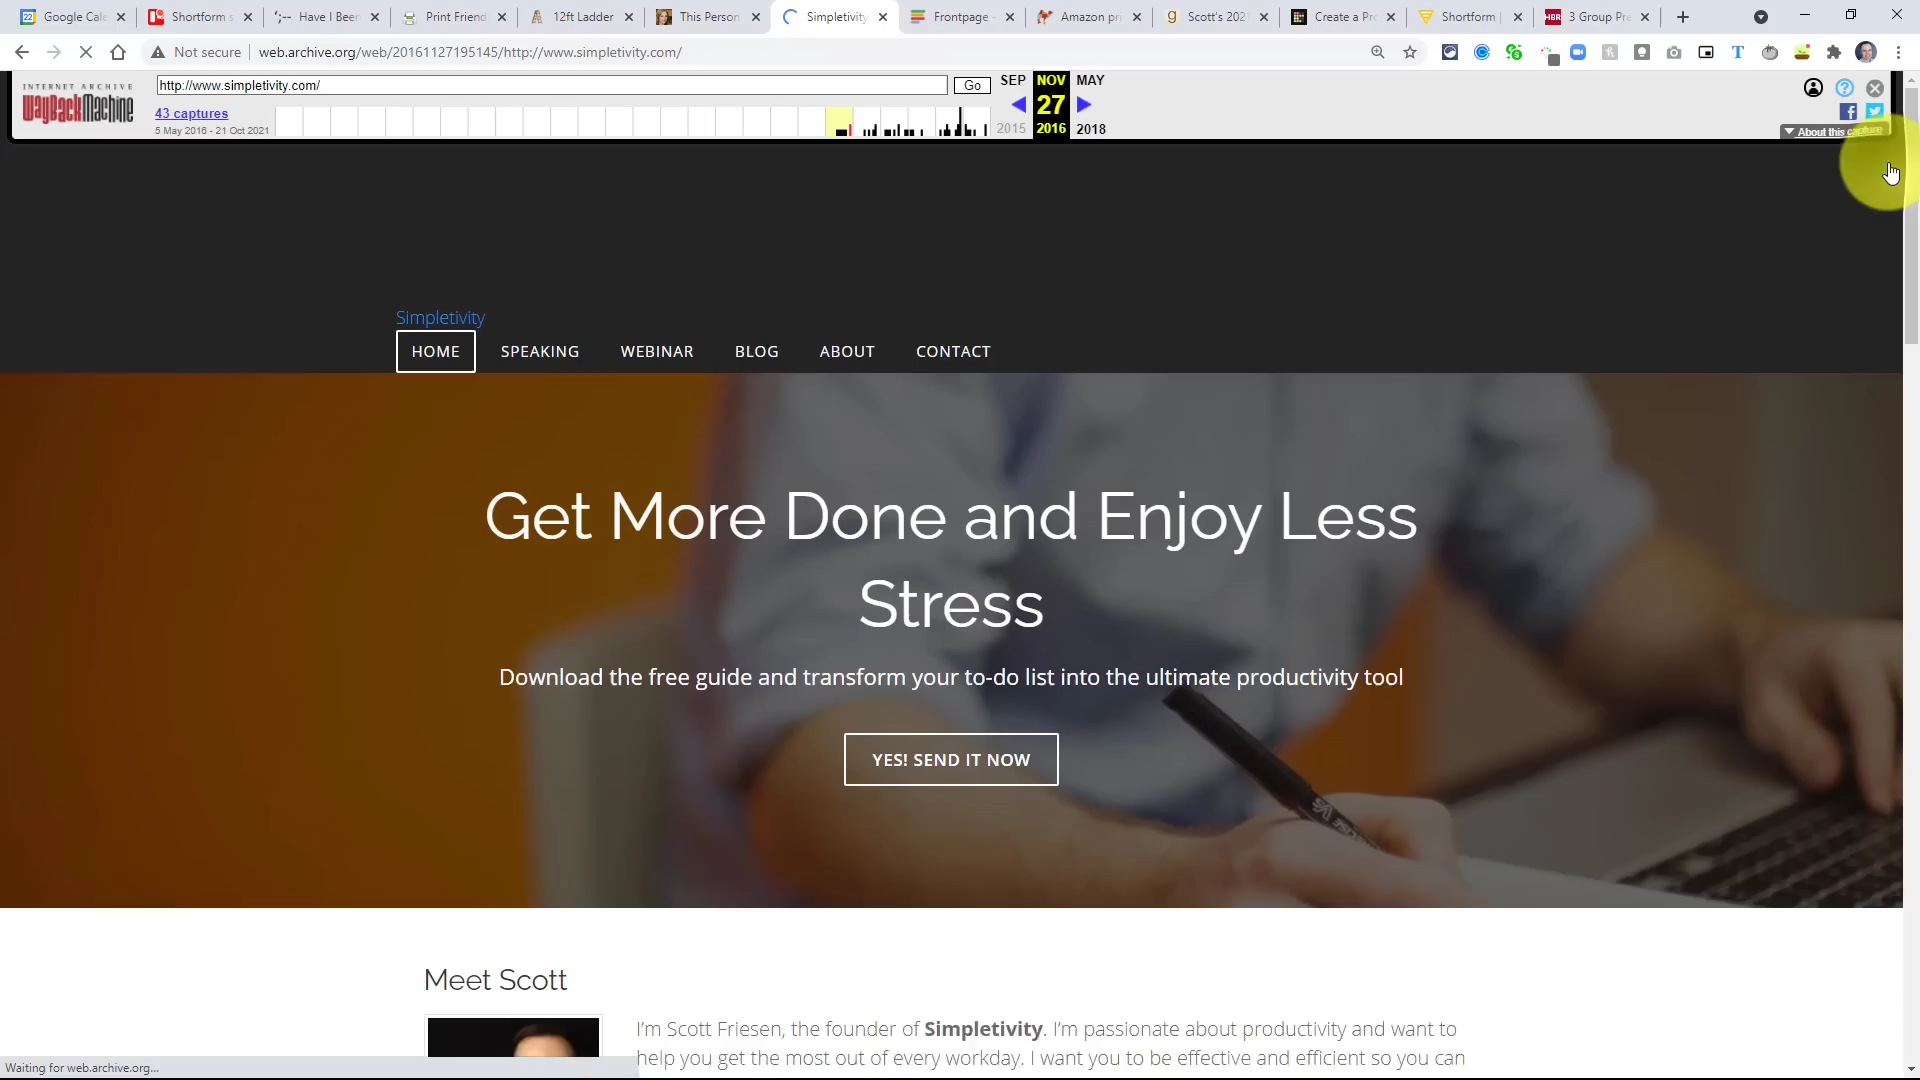 Google Cale
Shortform s
Have I Been
Print Friend
12ft Ladder
This Person
Simpletivity
Frontpage -
Amazon pri
Scott's 202
Create a Pro
Shortform |
HBR 3 Group Pre
Not secure web.archive.org/web/20161127195145/http://www.simpletivity.com/
INTERNET ARCHIVE
WayBackMachine
http://www.simpletivity.com/ Go
43 captures
5 May 2016 - 21 Oct 2021
SEP NOV MAY
27
2015 2016 2018
About this capture
Simpletivity
HOME SPEAKING WEBINAR BLOG ABOUT CONTACT
Get More Done and Enjoy Less
Stress
Download the free guide and transform your to-do list into the ultimate productivity tool
YES! SEND IT NOW
Meet Scott
I'm Scott Friesen, the founder of Simpletivity. I'm passionate about productivity and want to
help you get the most out of every workday. I want you to be effective and efficient so you can
Waiting for web.archive.org...